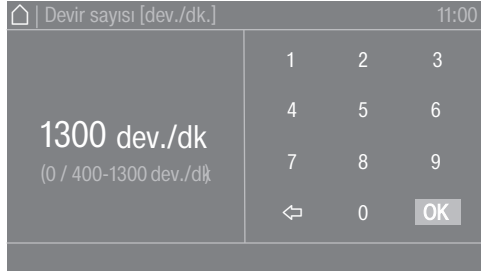 | Devir sayısı [dev./dk.] 11:00
1 2 3
4 5 6
1300 dev./dk
(0 / 400-1300 dev./dk)
7 8 9
0 OK